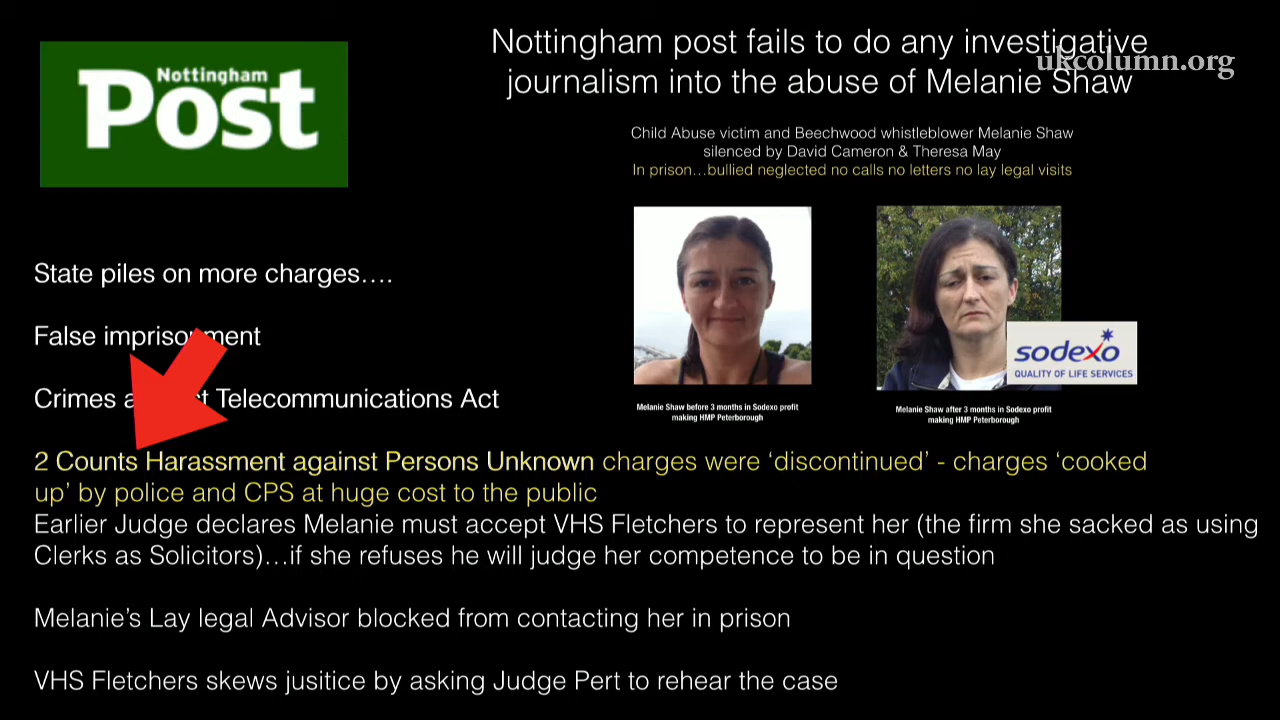 Nottingham
Post
Nottingham post fails to do any investigative
journalism into the abuse of Melanie Shaw
ukcolumn.org
Child Abuse victim and Beechwood whistleblower Melanie Shaw
silenced by David Cameron & Theresa May
In prison…bullied neglected no calls no letters no lay legal visits
sodexo
QUALITY OF LIFE SERVICES
Melanie Shaw before 3 months in Sodexo profit
making HMP Peterborough
Melanie Shaw after 3 months in Sodexo profit
making HMP Peterborough
State piles on more charges….
False imprisonment
Crimes against Telecommunications Act
2 Counts Harassment against Persons Unknown charges were ‘discontinued’ - charges ‘cooked
up’ by police and CPS at huge cost to the public
Earlier Judge declares Melanie must accept VHS Fletchers to represent her (the firm she sacked as using
Clerks as Solicitors)…if she refuses he will judge her competence to be in question
Melanie’s Lay legal Advisor blocked from contacting her in prison
VHS Fletchers skews jusitice by asking Judge Pert to rehear the case